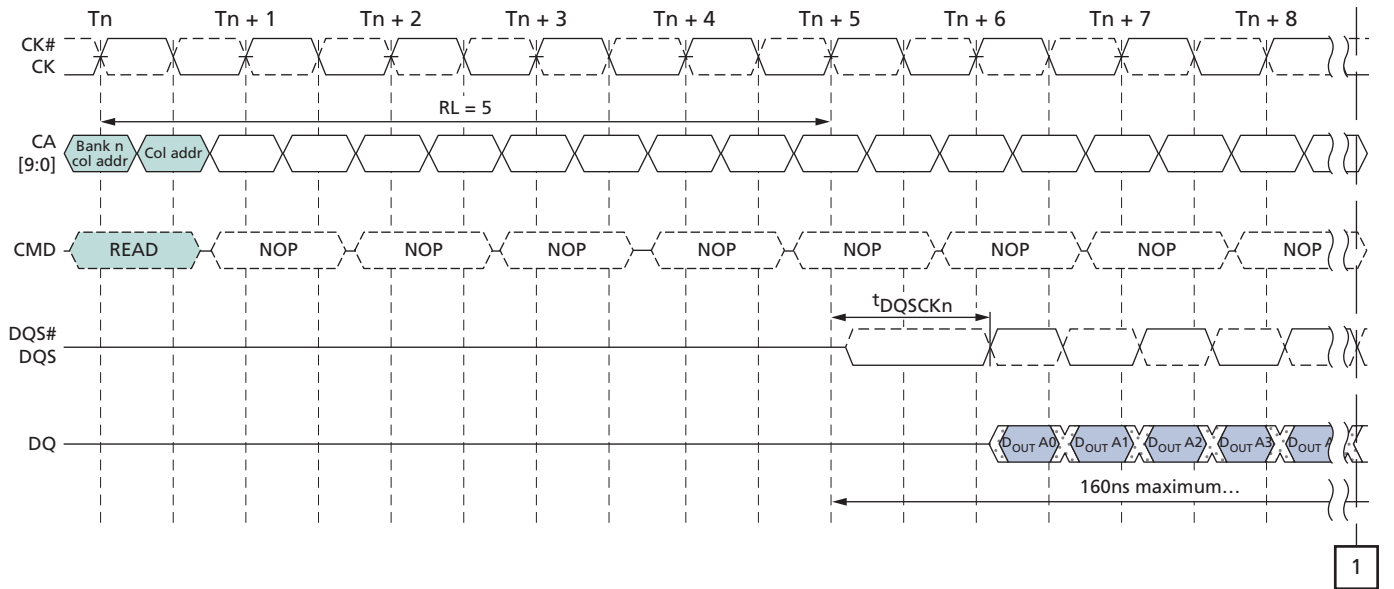 Tn Tn + 1 Tn + 2 Tn + 3 Tn + 4 Tn + 5 Tn + 6 Tn + 7 Tn + 8
CK#
CK
RL = 5
CA
[9:0]
Bank n
col addr
Col addr
CMD READ NOP NOP NOP NOP NOP NOP NOP NOP
tDQSCKn
DQS#
DQS
DQ DOUT A0 DOUT A1 DOUT A2 DOUT A3 DOUT A
160ns maximum…
1